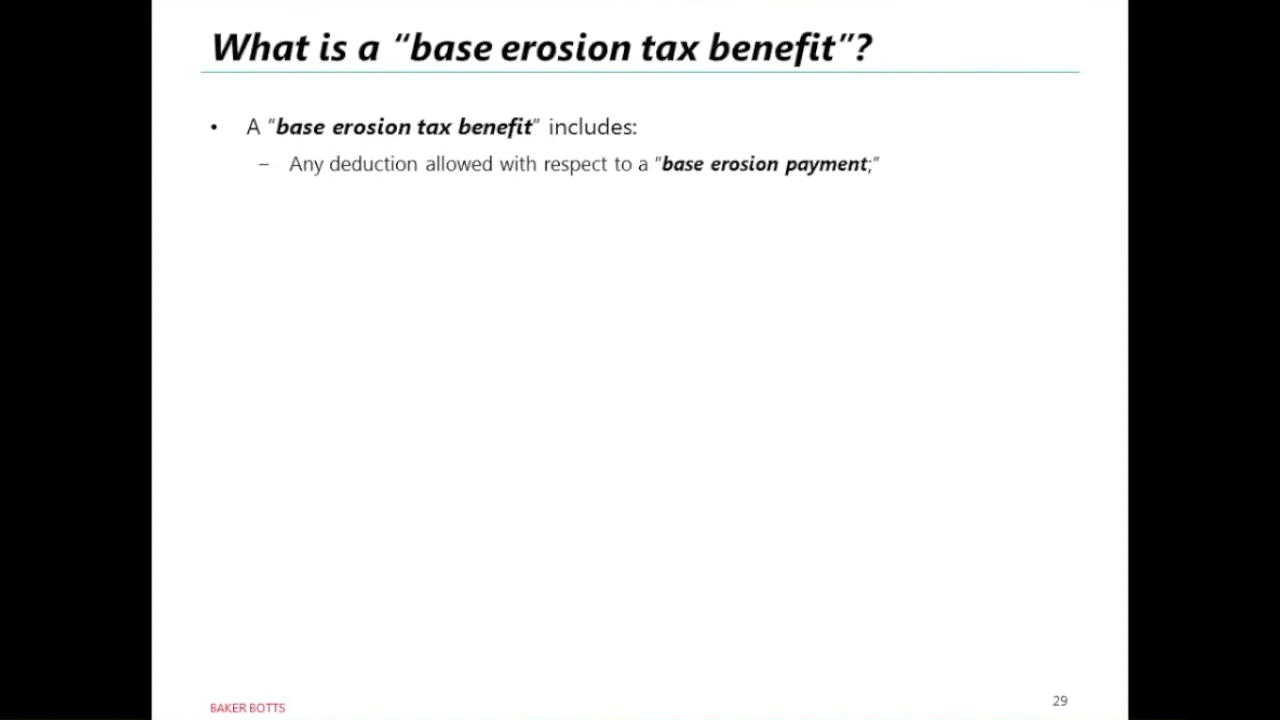 What is a “base erosion tax benefit”?
• A “base erosion tax benefit” includes:
– Any deduction allowed with respect to a “base erosion payment;“
BAKER BOTTS
29